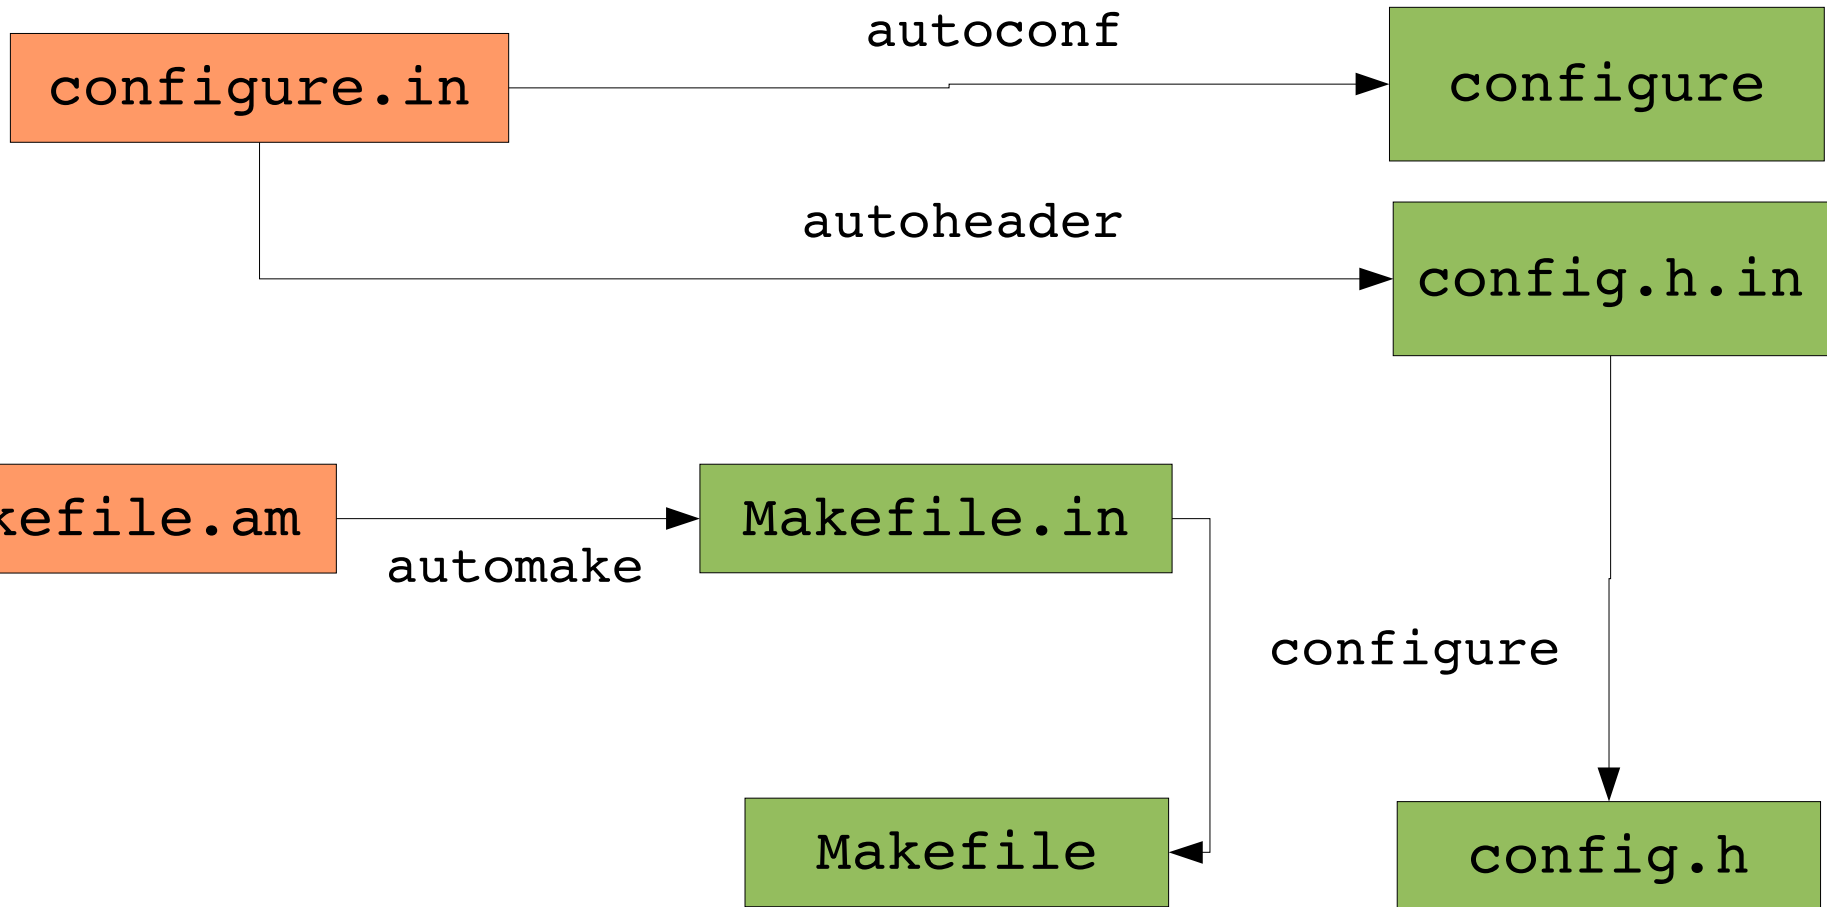 autoconf
configure.in
configure
autoheader
config.h.in
kefile.am
Makefile.in
automake
configure
Makefile
config.h